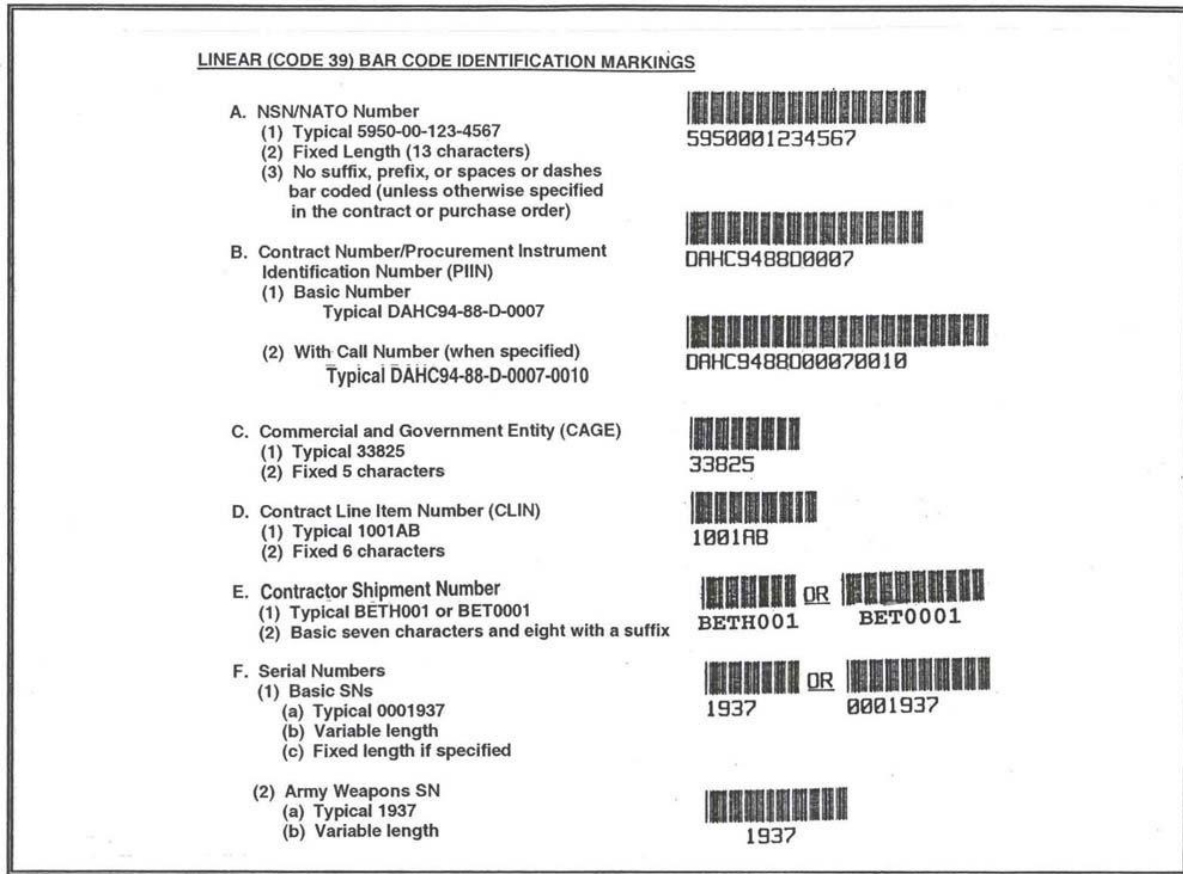 LINEAR (CODE 39) BAR CODE IDENTIFICATION MARKINGS
A. NSN/NATO Number
(1) Typical 5950-00-123-4567
(2) Fixed Length (13 characters)
(3) No suffix, prefix, or spaces or dashes
bar coded (unless otherwise specified
in the contract or purchase order)
5950001234567
B. Contract Number/Procurement Instrument
Identification Number (PIIN)
(1) Basic Number
Typical DAHC94-88-D-0007
DAHC9488D0007
(2) With Call Number (when specified)
Typical DAHC94-88-D-0007-0010
DAHC9488D00070010
C. Commercial and Government Entity (CAGE)
(1) Typical 33825
(2) Fixed 5 characters
33825
D. Contract Line Item Number (CLIN)
(1) Typical 1001AB
(2) Fixed 6 characters
1001AB
E. Contractor Shipment Number
(1) Typical BETH001 or BET0001
(2) Basic seven characters and eight with a suffix
OR
BETH001 BET0001
F. Serial Numbers
(1) Basic SNs
(a) Typical 0001937
(b) Variable length
(c) Fixed length if specified
OR
1937 0001937
(2) Army Weapons SN
(a) Typical 1937
(b) Variable length
1937